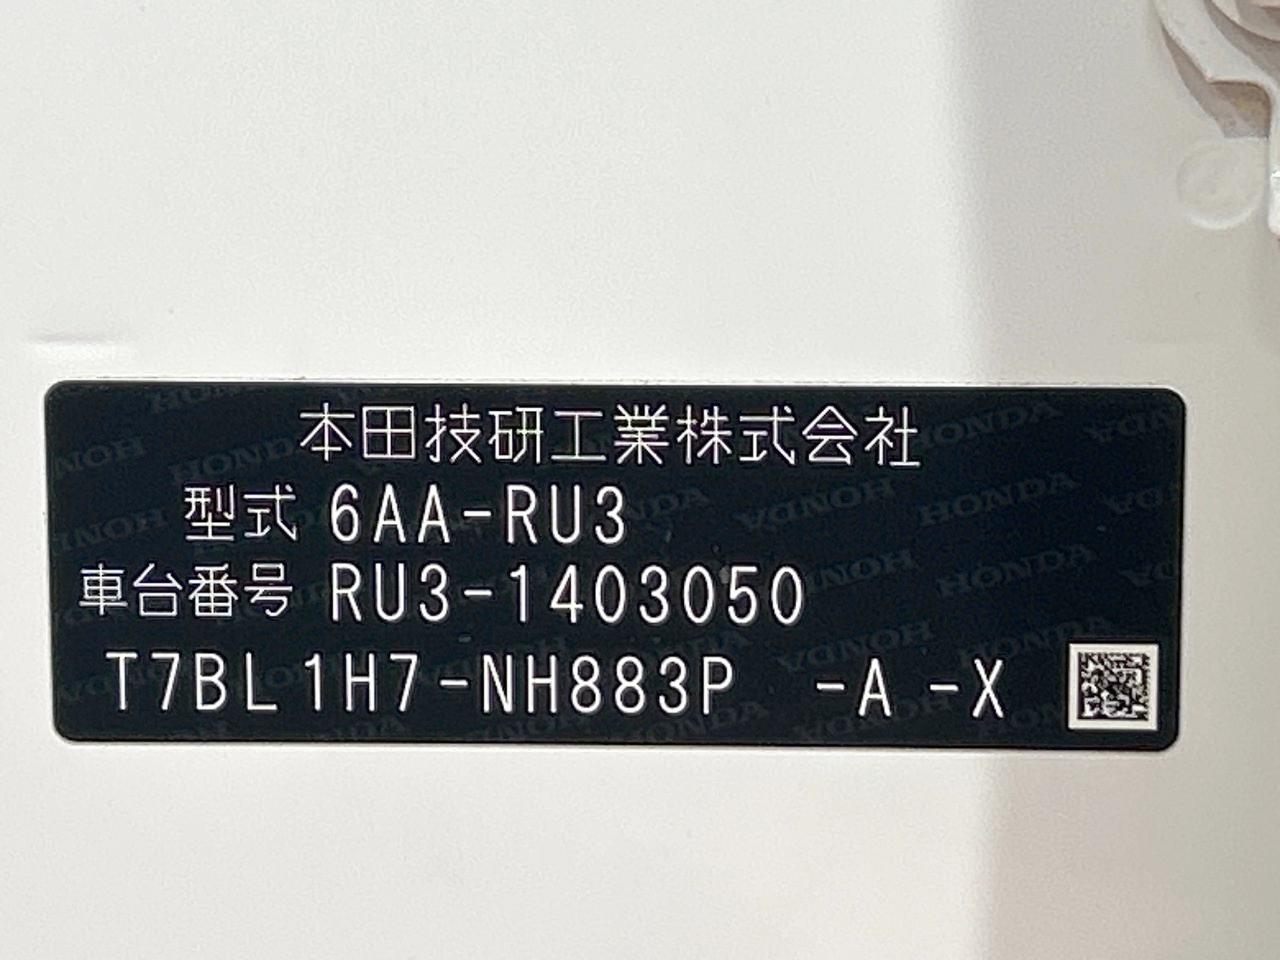 本田技研工業株式会社
型式 6AA-RU3
車台番号 RU3-1403050
T7BL1H7-NH883P -A -X